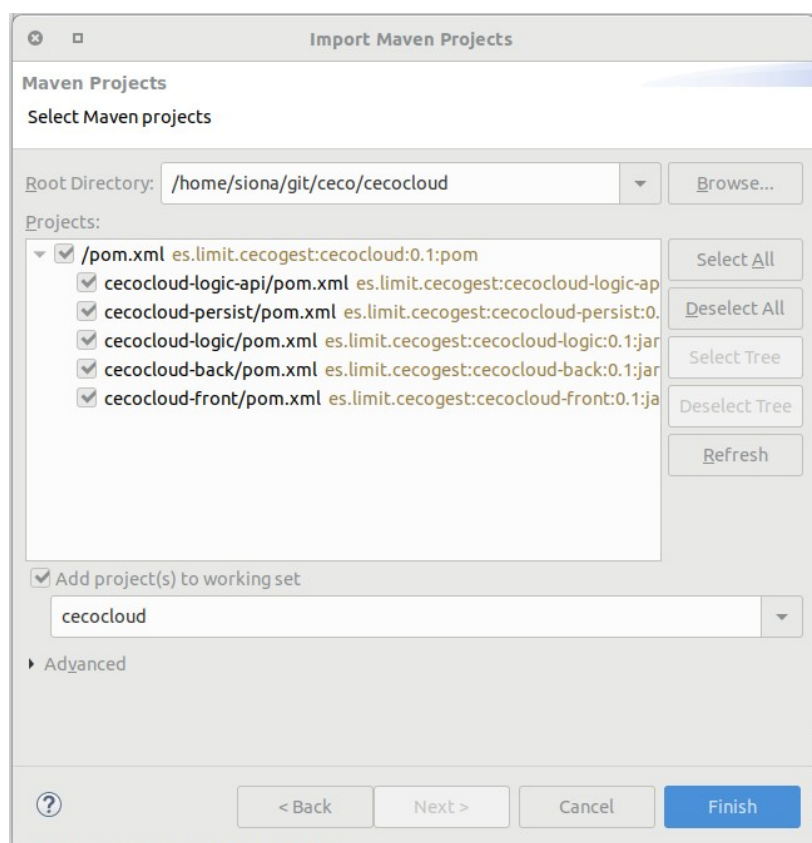 Import Maven Projects
Maven Projects
Select Maven projects
Root Directory: /home/siona/git/ceco/cecocloud Browse...
Projects:
/pom.xml es.limit.cecogest:cecocloud:0.1:pom
cecocloud-logic-api/pom.xml es.limit.cecogest:cecocloud-logic-ap
cecocloud-persist/pom.xml es.limit.cecogest:cecocloud-persist:0.
cecocloud-logic/pom.xml es.limit.cecogest:cecocloud-logic:0.1:jar
cecocloud-back/pom.xml es.limit.cecogest:cecocloud-back:0.1:jar
cecocloud-front/pom.xml es.limit.cecogest:cecocloud-front:0.1:ja
Select All
Deselect All
Select Tree
Deselect Tree
Refresh
Add project(s) to working set
cecocloud
Advanced
? < Back Next > Cancel Finish